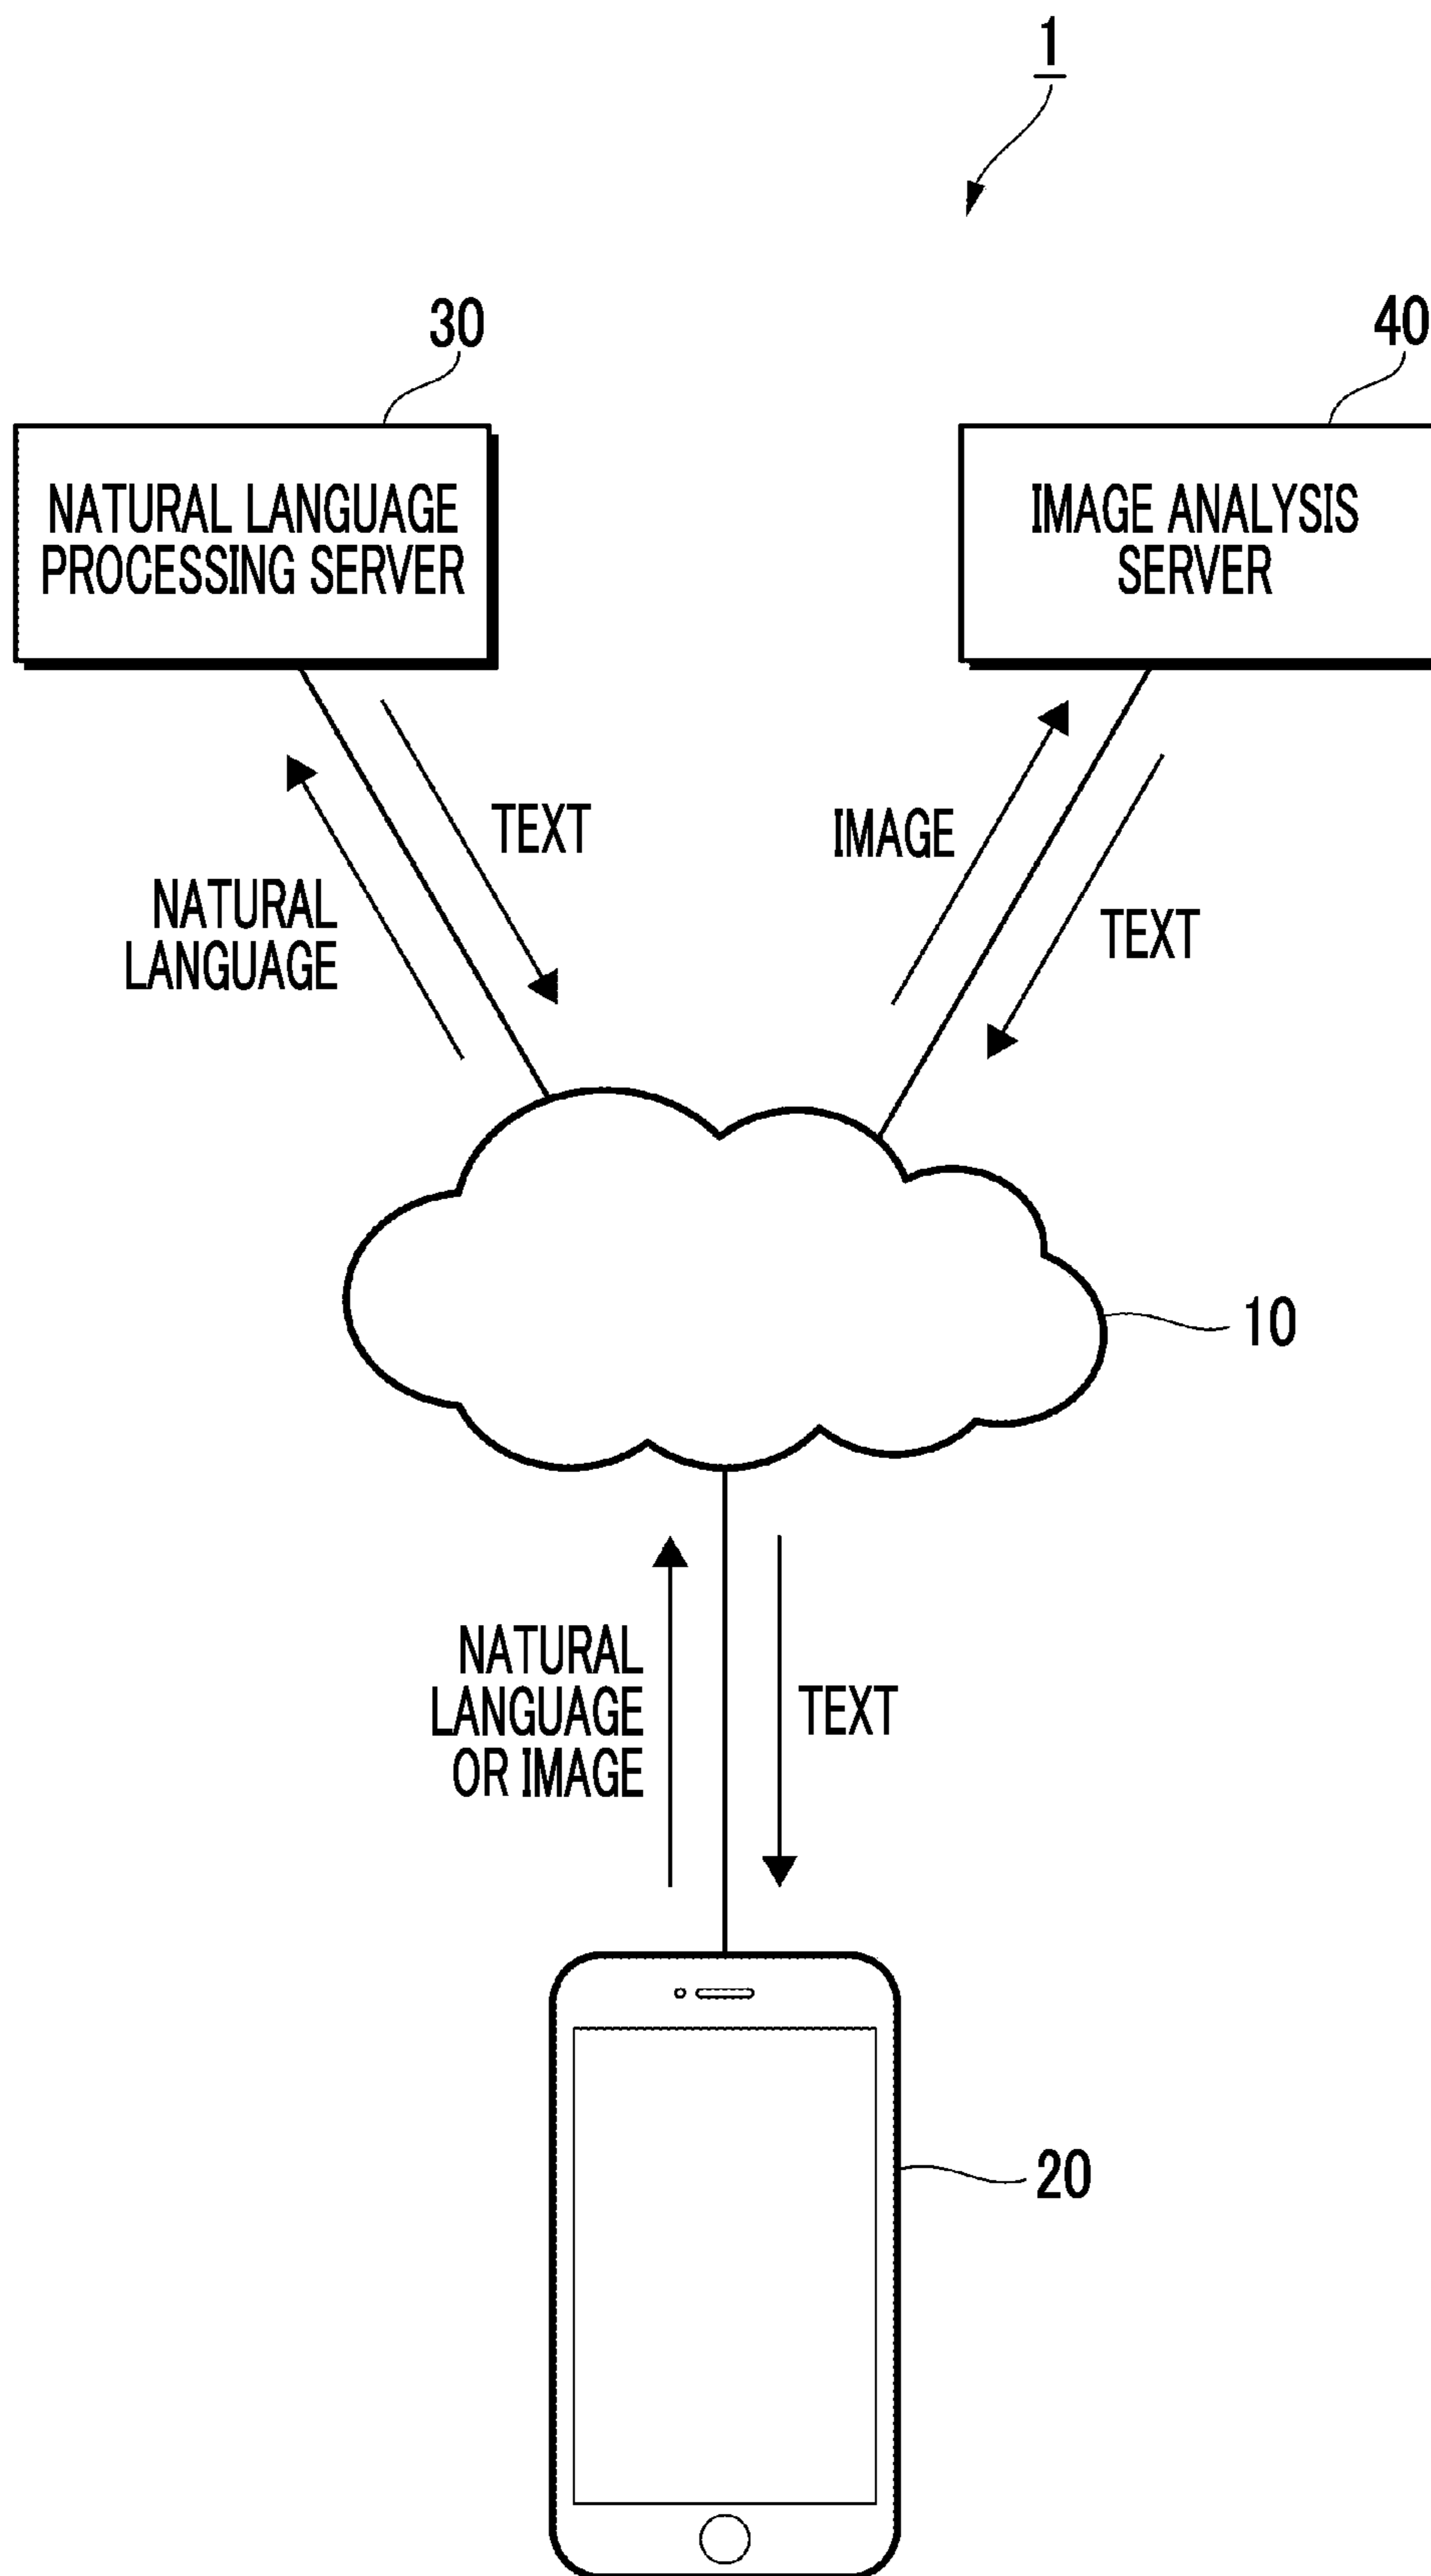 1
30
40
NATURAL LANGUAGE
PROCESSING SERVER
IMAGE ANALYSIS
SERVER
TEXT
IMAGE
NATURAL
LANGUAGE
TEXT
10
NATURAL
LANGUAGE
OR IMAGE
TEXT
20